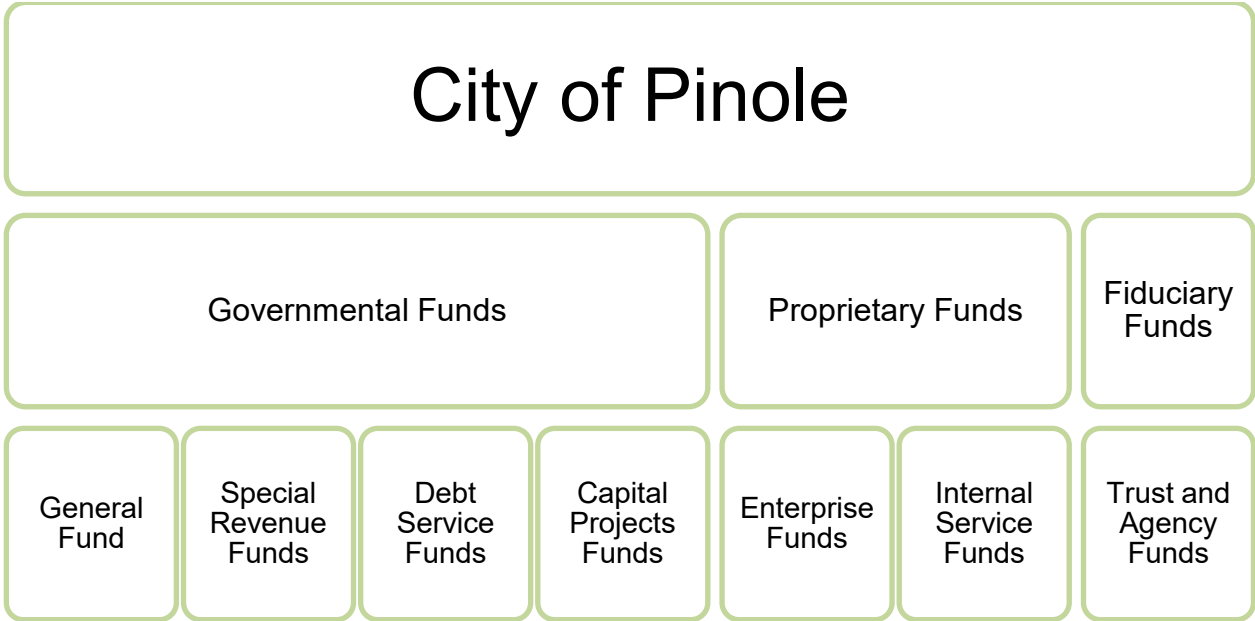 City of Pinole
Governmental Funds
Proprietary Funds
Fiduciary
Funds
General
Fund
Special
Revenue
Funds
Debt
Service
Funds
Capital
Projects
Funds
Enterprise
Funds
Internal
Service
Funds
Trust and
Agency
Funds